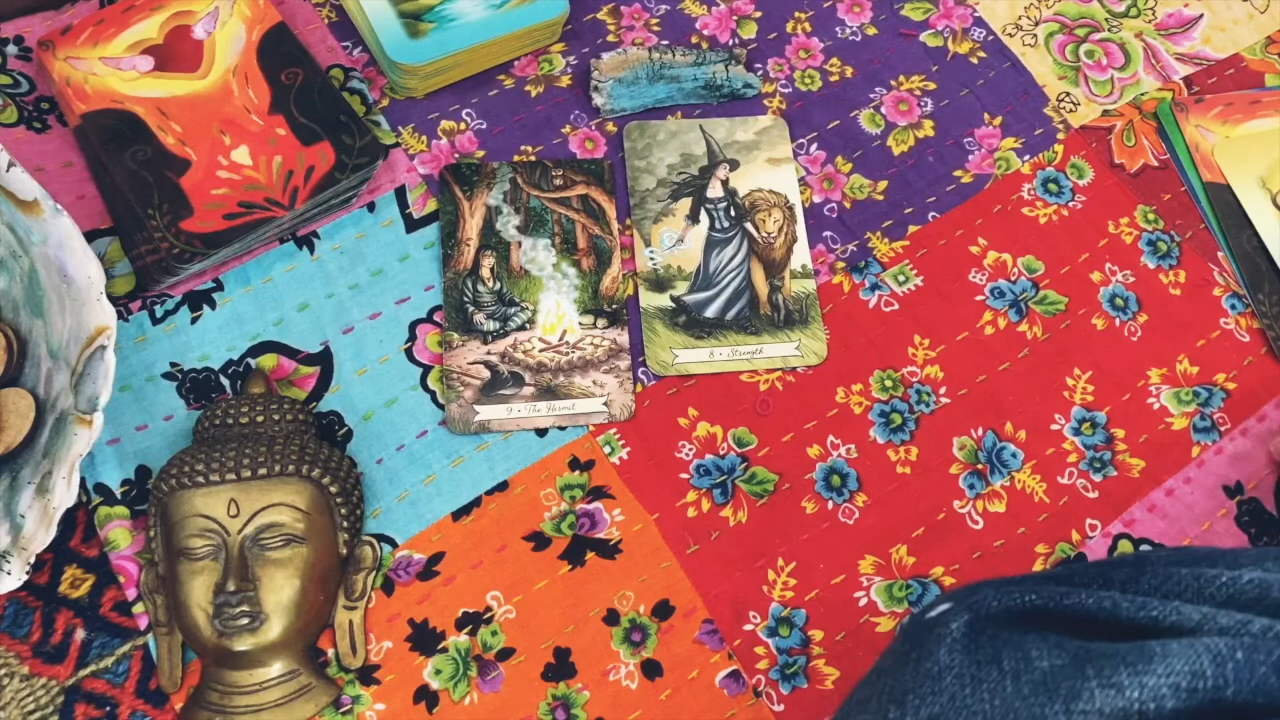 9 • The Hermit
8 • Strength